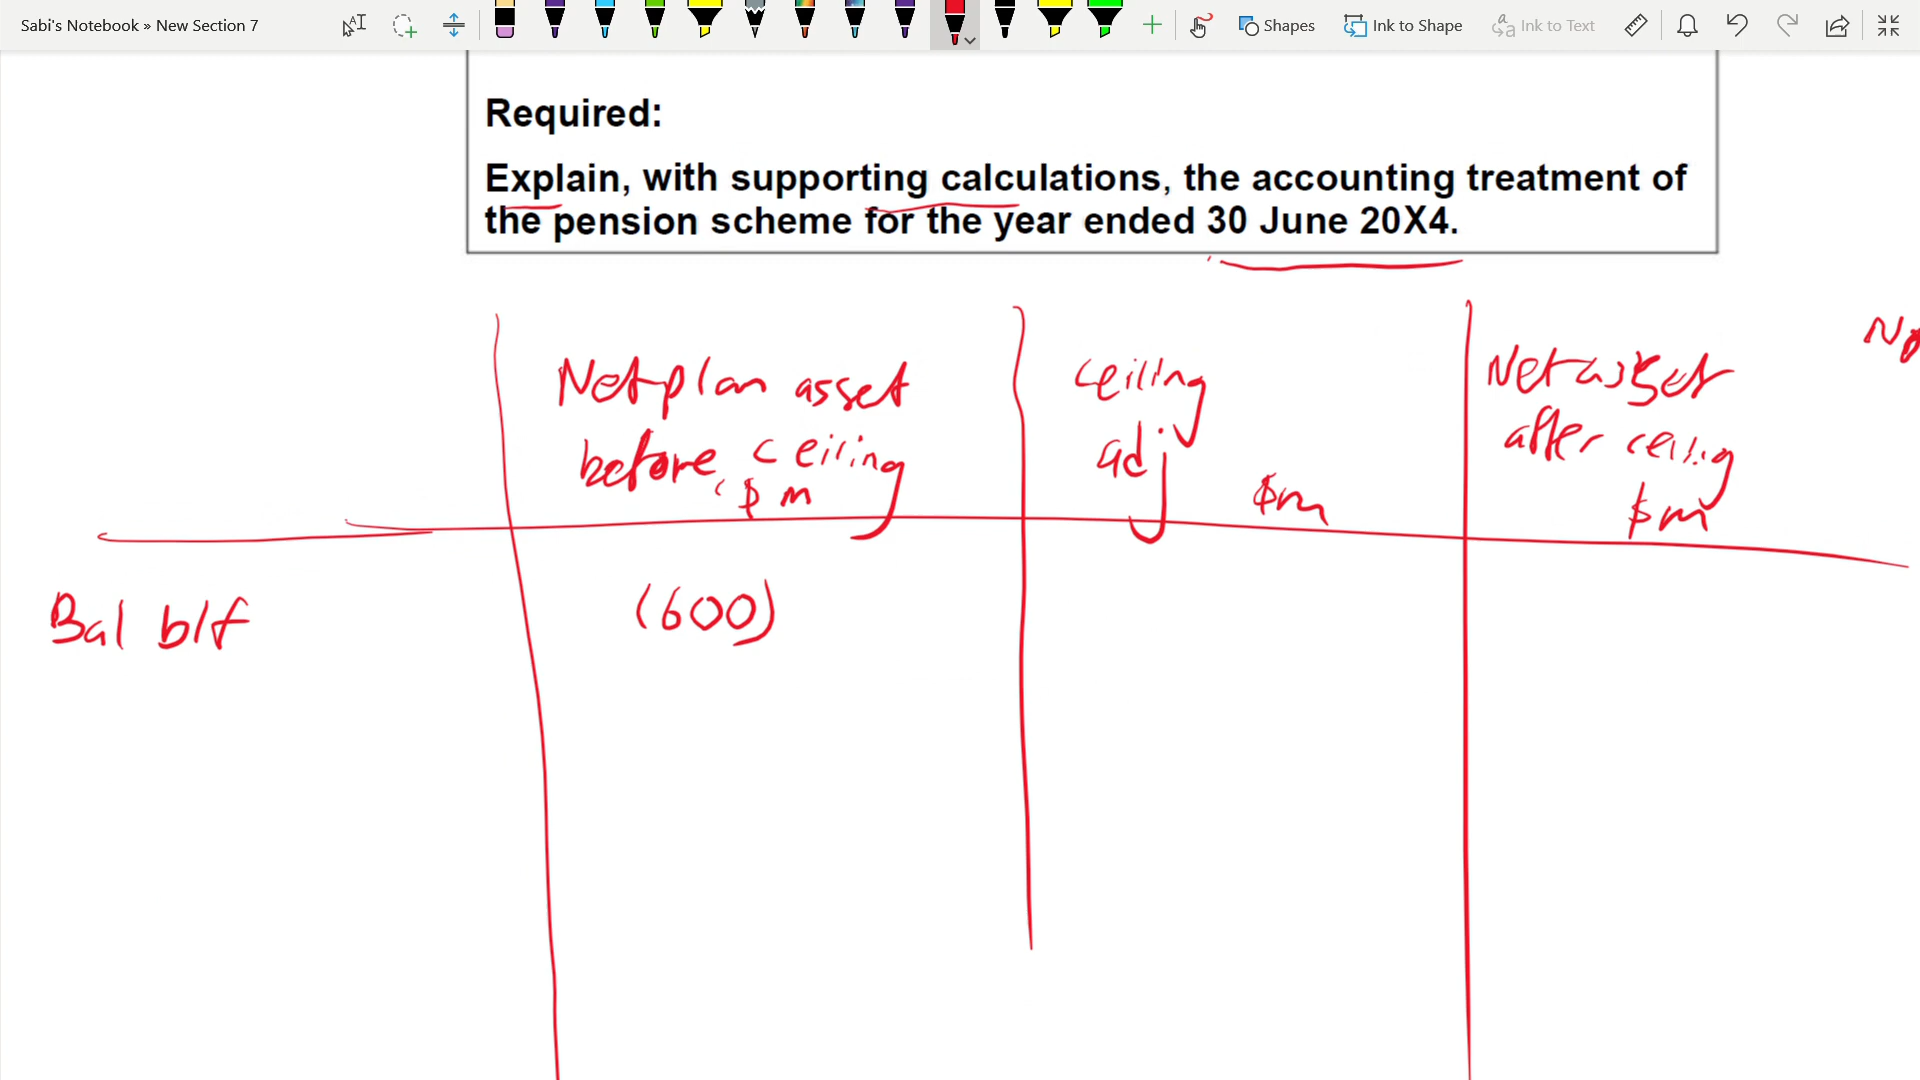 Sabi's Notebook » New Section 7
Shapes
Ink to Shape
Ink to Text
Required:
Explain, with supporting calculations, the accounting treatment of
the pension scheme for the year ended 30 June 20X4.
Net plan asset
before ceiling
$m
ceiling
adj
$m
Net asset
after ceiling
$m
Bal b/f
(600)